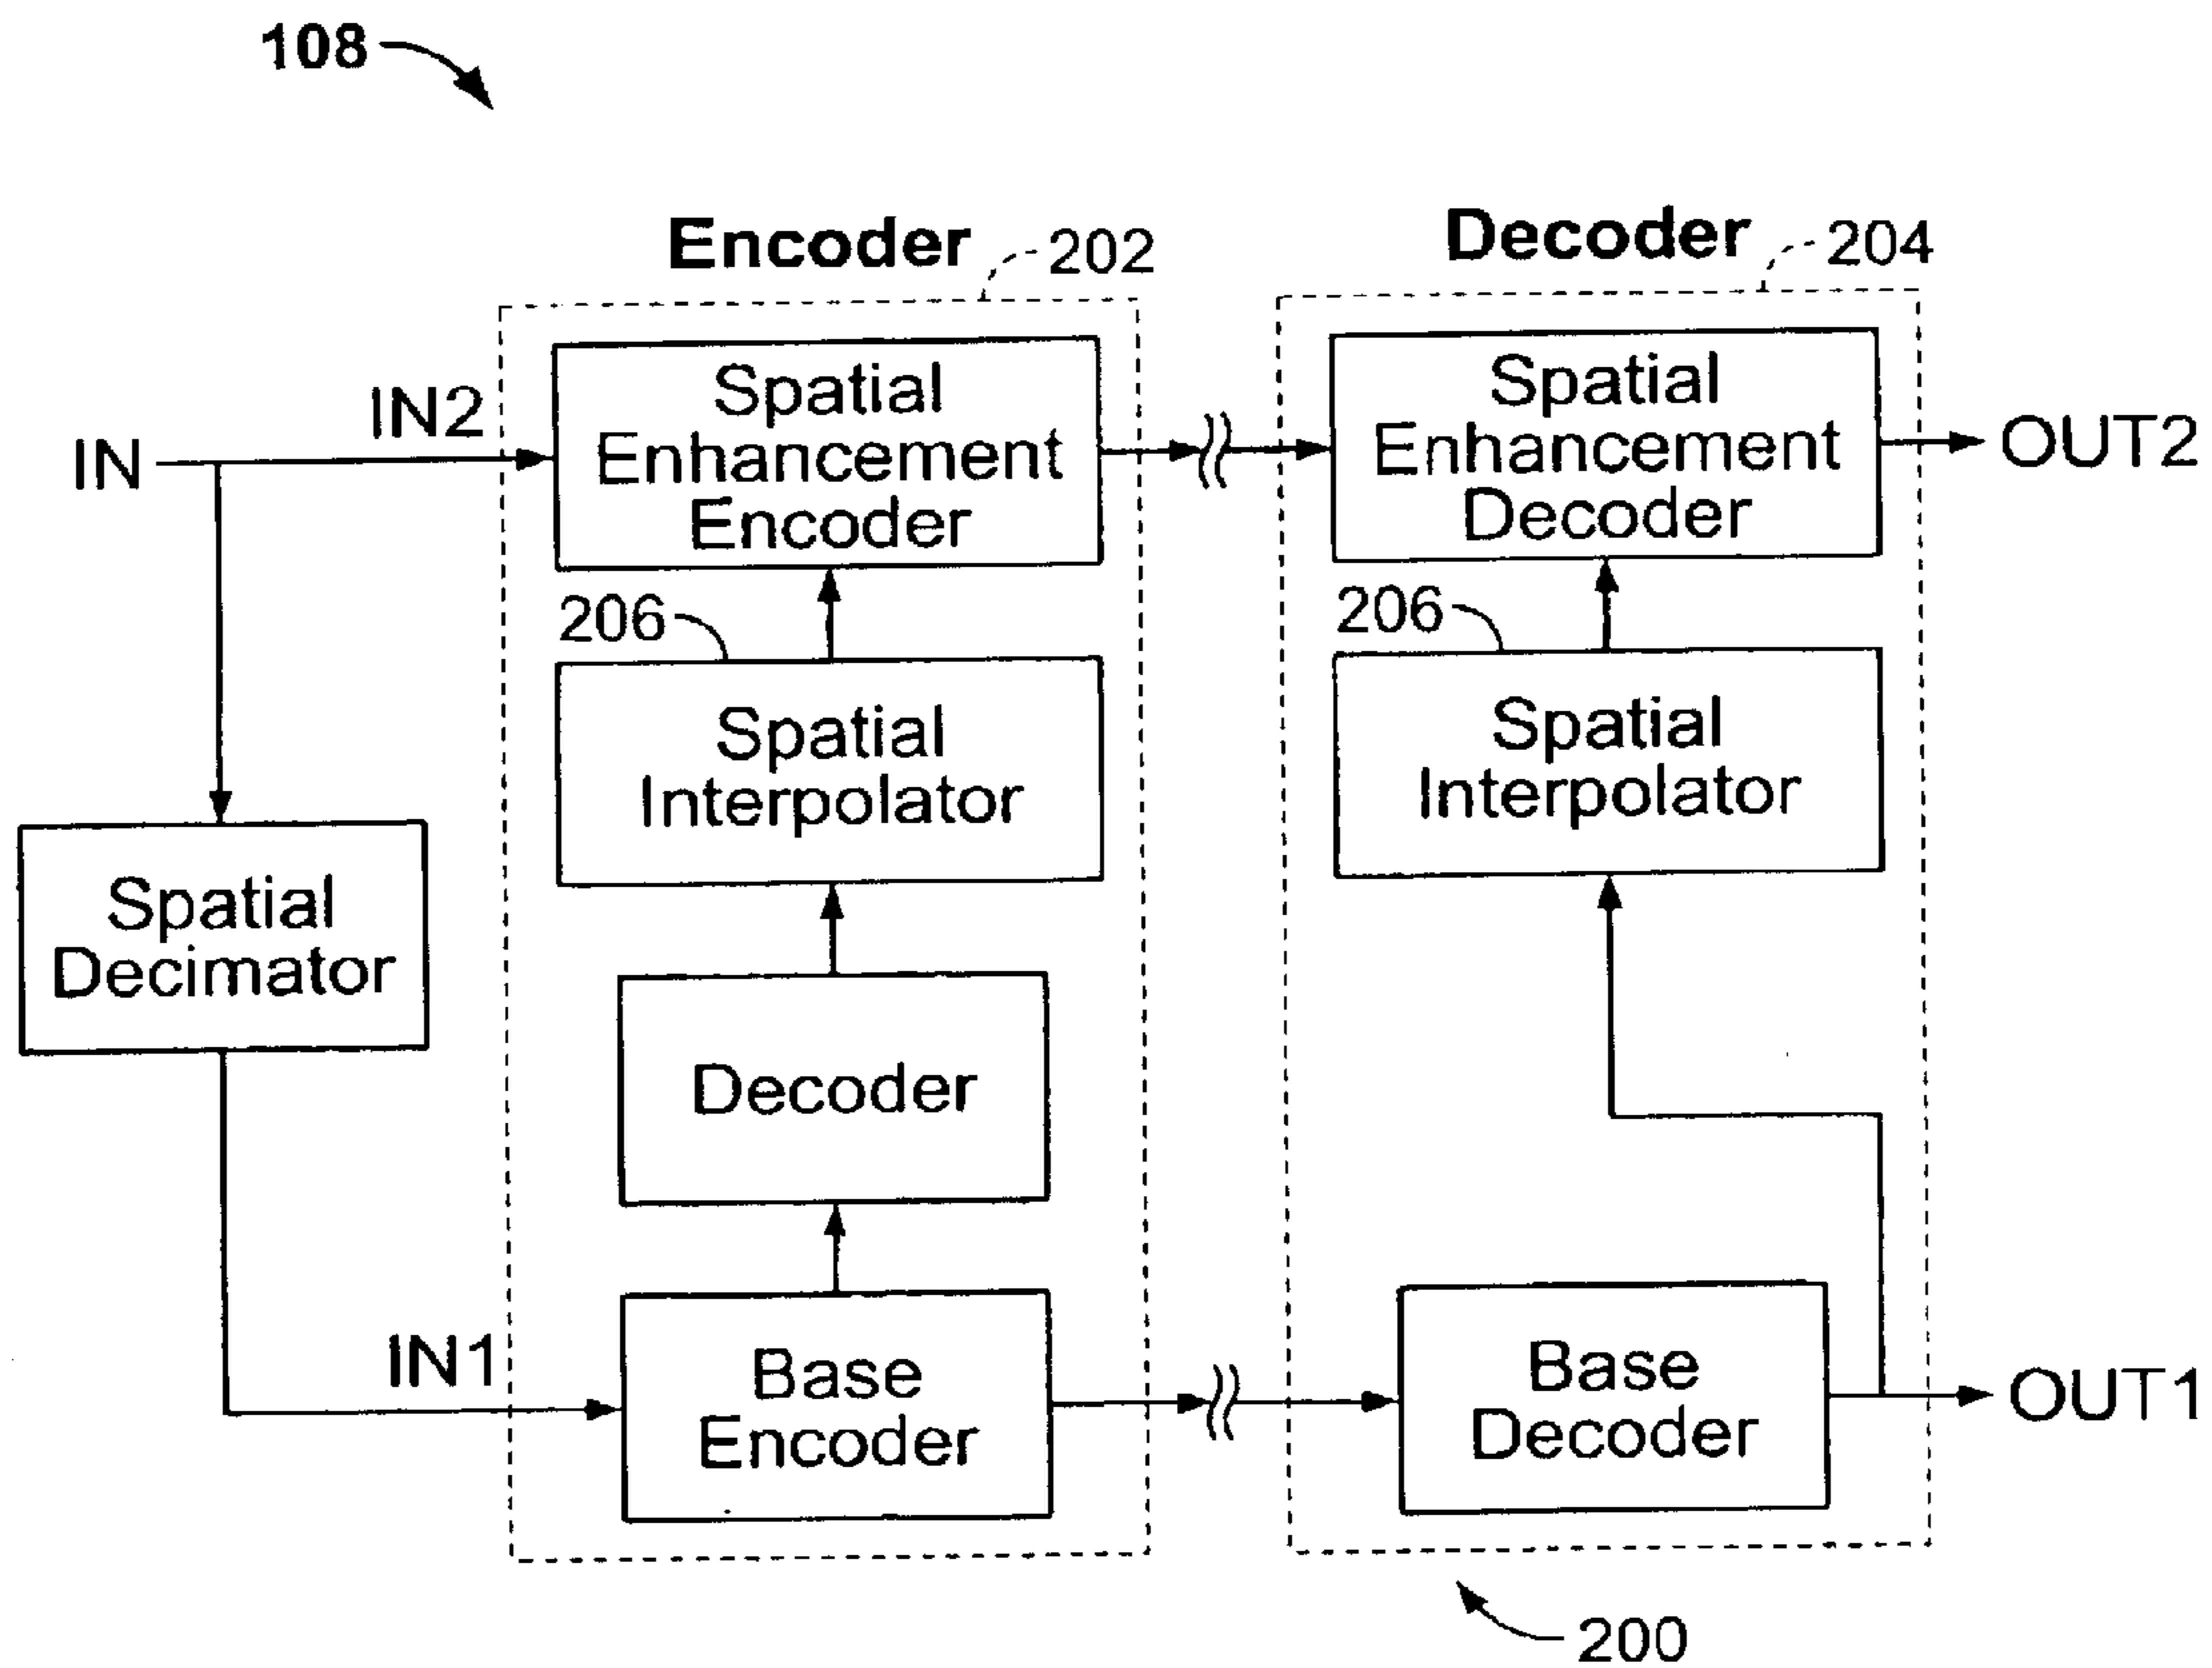 108
Encoder
202
Decoder
204
IN
IN2
Spatial
Enhancement
Encoder
Spatial
Enhancement
Decoder
OUT2
206
206
Spatial
Interpolator
Spatial
Interpolator
Spatial
Decimator
Decoder
IN1
Base
Encoder
Base
Decoder
OUT1
200